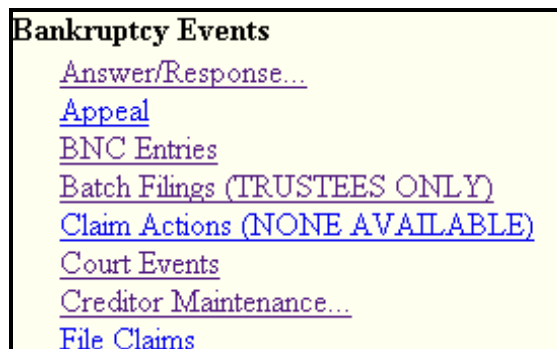 Bankruptcy Events
Answer/Response...
Appeal
BNC Entries
Batch Filings (TRUSTEES ONLY)
Claim Actions (NONE AVAILABLE)
Court Events
Creditor Maintenance...
File Claims